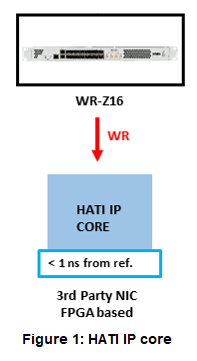 WR-Z16
WR
HATI IP
CORE
< 1 ns from ref.
3rd Party NIC
FPGA based
Figure 1: HATI IP core